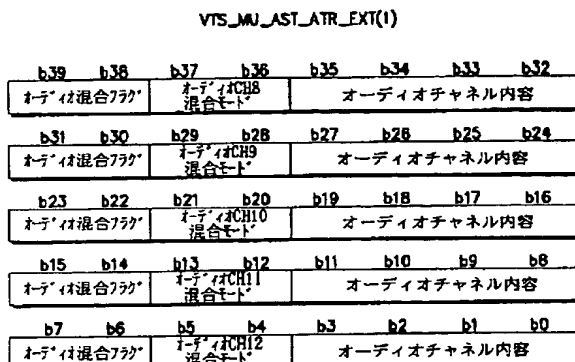 VTS_MU_AST_ATR_EXT(1)
b39 b38 b37 b36 b35 b34 b33 b32
オーディオ混合フラグ オーディオCH8 オーディオチャネル内容
混合モード
b31 b30 b29 b28 b27 b26 b25 b24
オーディオ混合フラグ オーディオCH9 オーディオチャネル内容
混合モード
b23 b22 b21 b20 b19 b18 b17 b16
オーディオ混合フラグ オーディオCH10 オーディオチャネル内容
混合モード
b15 b14 b13 b12 b11 b10 b9 b8
オーディオ混合フラグ オーディオCH11 オーディオチャネル内容
混合モード
b7 b6 b5 b4 b3 b2 b1 b0
オーディオ混合フラグ オーディオCH12 オーディオチャネル内容
混合モード